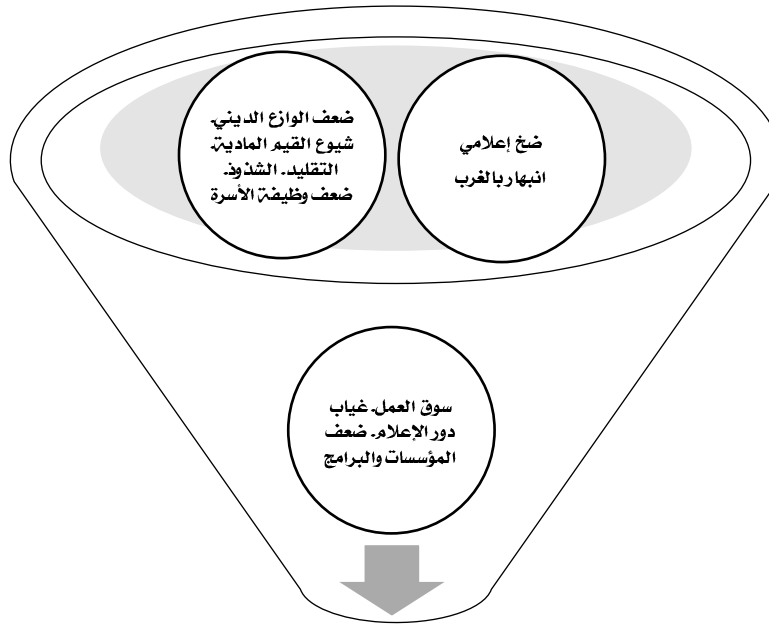 ضعف الوازع الديني.
شيوع القيم المادية.
التقليد. الشذوذ.
ضعف وظيفة الأسرة
ضخ إعلامي
انبهار بالغرب
سوق العمل. غياب
دور الإعلام. ضعف
المؤسسات والبرامج